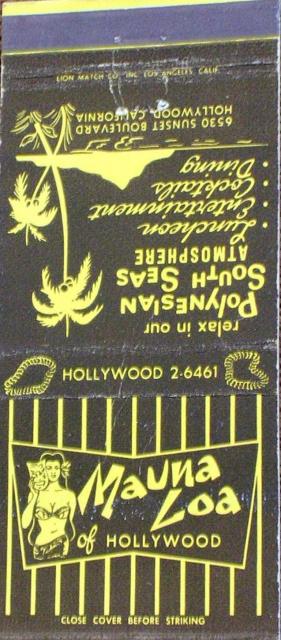 LION MATCH CO., INC. LOS ANGELES, CALIF.
relax in our
POLYNESIAN
SOUTH SEAS
ATMOSPHERE
• Luncheon
• Entertainment
• Cocktails
• Dining
6530 SUNSET BOULEVARD
HOLLYWOOD, CALIFORNIA
HOLLYWOOD 2-6461
Mauna
Loa
of HOLLYWOOD
CLOSE COVER BEFORE STRIKING